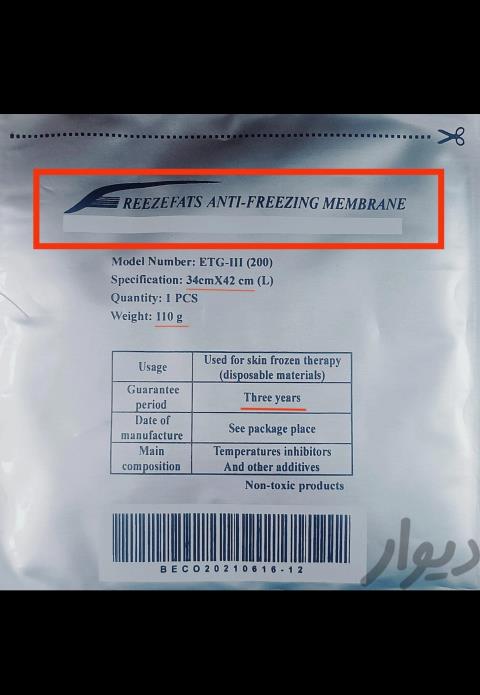 FREEZEFATS ANTI-FREEZING MEMBRANE
Model Number: ETG-III (200)
Specification: 34cmX42 cm (L)
Quantity: 1 PCS
Weight: 110 g
Usage
Used for skin frozen therapy
(disposable materials)
Guarantee
period
Three years
Date of
manufacture
See package place
Main
composition
Temperatures inhibitors
And other additives
Non-toxic products
BECO20210616-12
دیوار